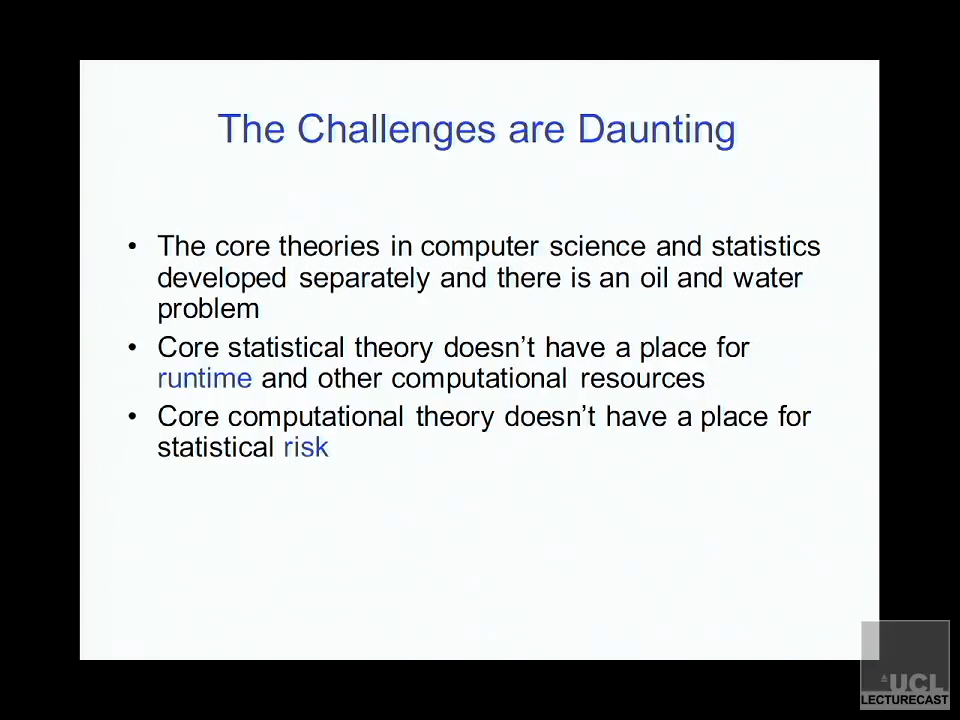 The Challenges are Daunting
• The core theories in computer science and statistics
developed separately and there is an oil and water
problem
• Core statistical theory doesn't have a place for
runtime and other computational resources
• Core computational theory doesn't have a place for
statistical risk
UCL
LECTURECAST